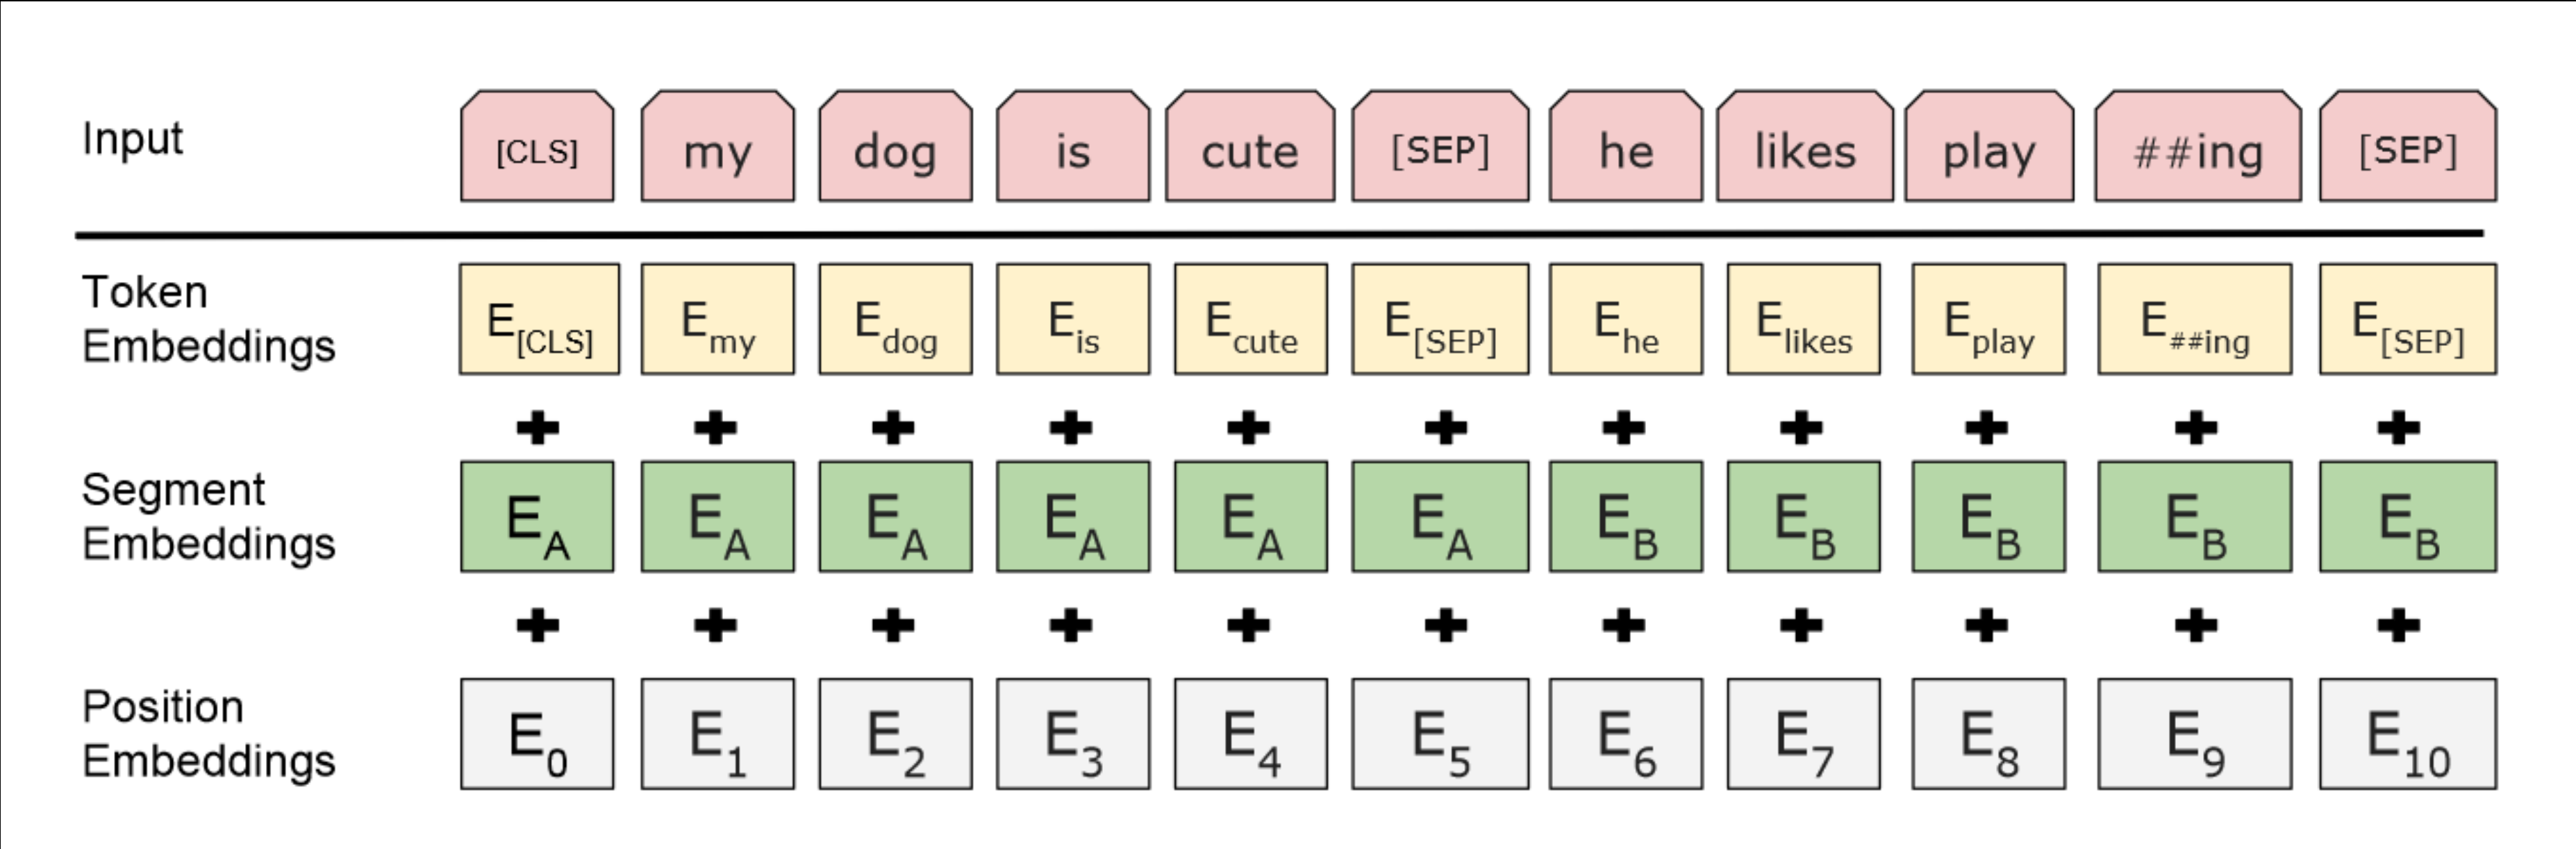 Input [CLS] my dog is cute [SEP] he likes play ##ing [SEP]
Token
Embeddings E[CLS] Emy Edog Eis Ecute E[SEP] Ehe Elikes Eplay E##ing E[SEP]
+ + + + + + + + + + +
Segment
Embeddings EA EA EA EA EA EA EB EB EB EB EB
+ + + + + + + + + + +
Position
Embeddings E0 E1 E2 E3 E4 E5 E6 E7 E8 E9 E10